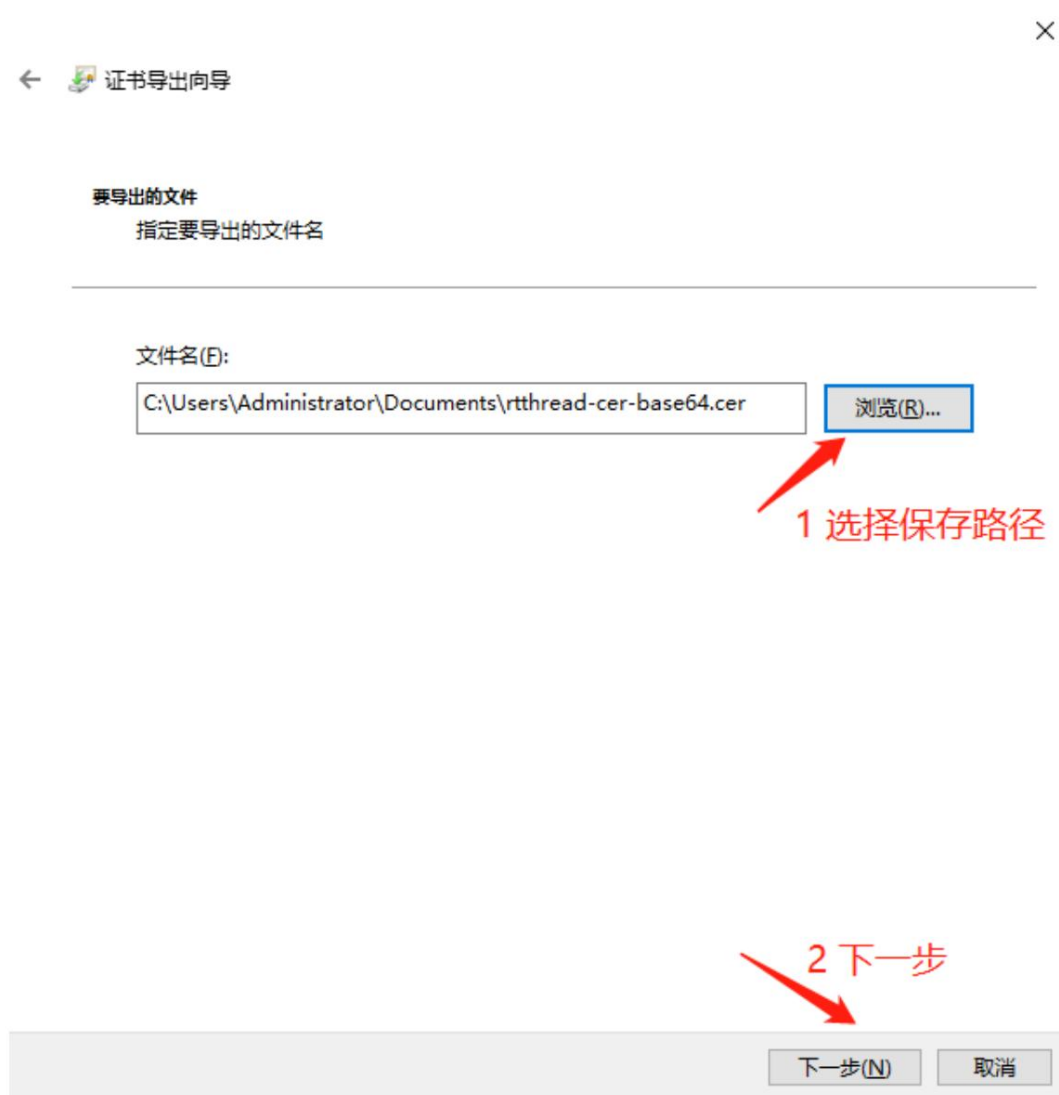 证书导出向导
要导出的文件
指定要导出的文件名
文件名(F):
C:\Users\Administrator\Documents\rtthread-cer-base64.cer
浏览(R)...
1 选择保存路径
2 下一步
下一步(N)
取消